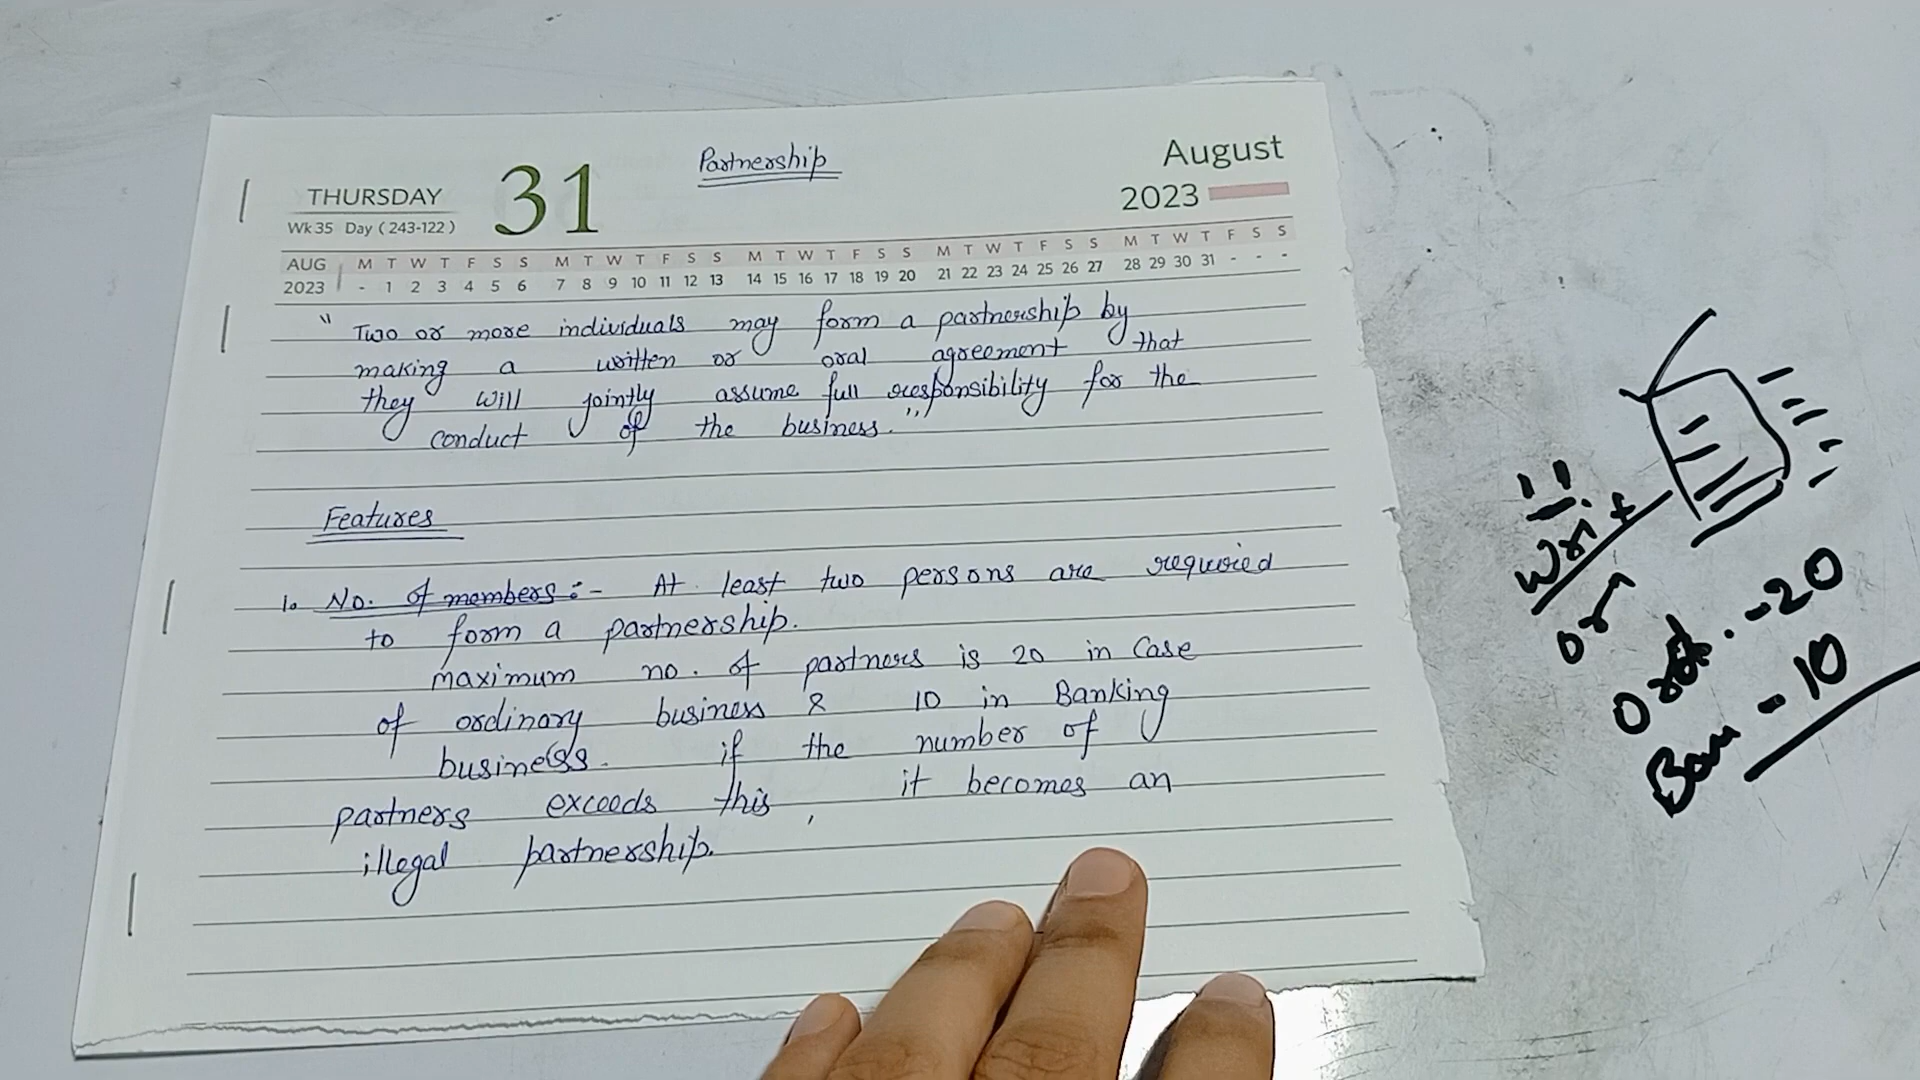 Partnership
THURSDAY
31
August
2023
Wk 35 Day ( 243-122 )
AUG M T W T F S S M T W T F S S M T W T F S S M T W T F S S M T W T F S S
2023 - 1 2 3 4 5 6 7 8 9 10 11 12 13 14 15 16 17 18 19 20 21 22 23 24 25 26 27 28 29 30 31 - - -
" Two or more individuals may form a partnership by
making a written or oral agreement that
they will jointly assume full responsibility for the
conduct of the business."
Features
1. No. of members :- At least two persons are required
to form a partnership.
maximum no. of partners is 20 in Case
of ordinary business & 10 in Banking
business. if the number of
partners exceeds this, it becomes an
illegal partnership.
Writ
or
Ord. -20
Ban - 10